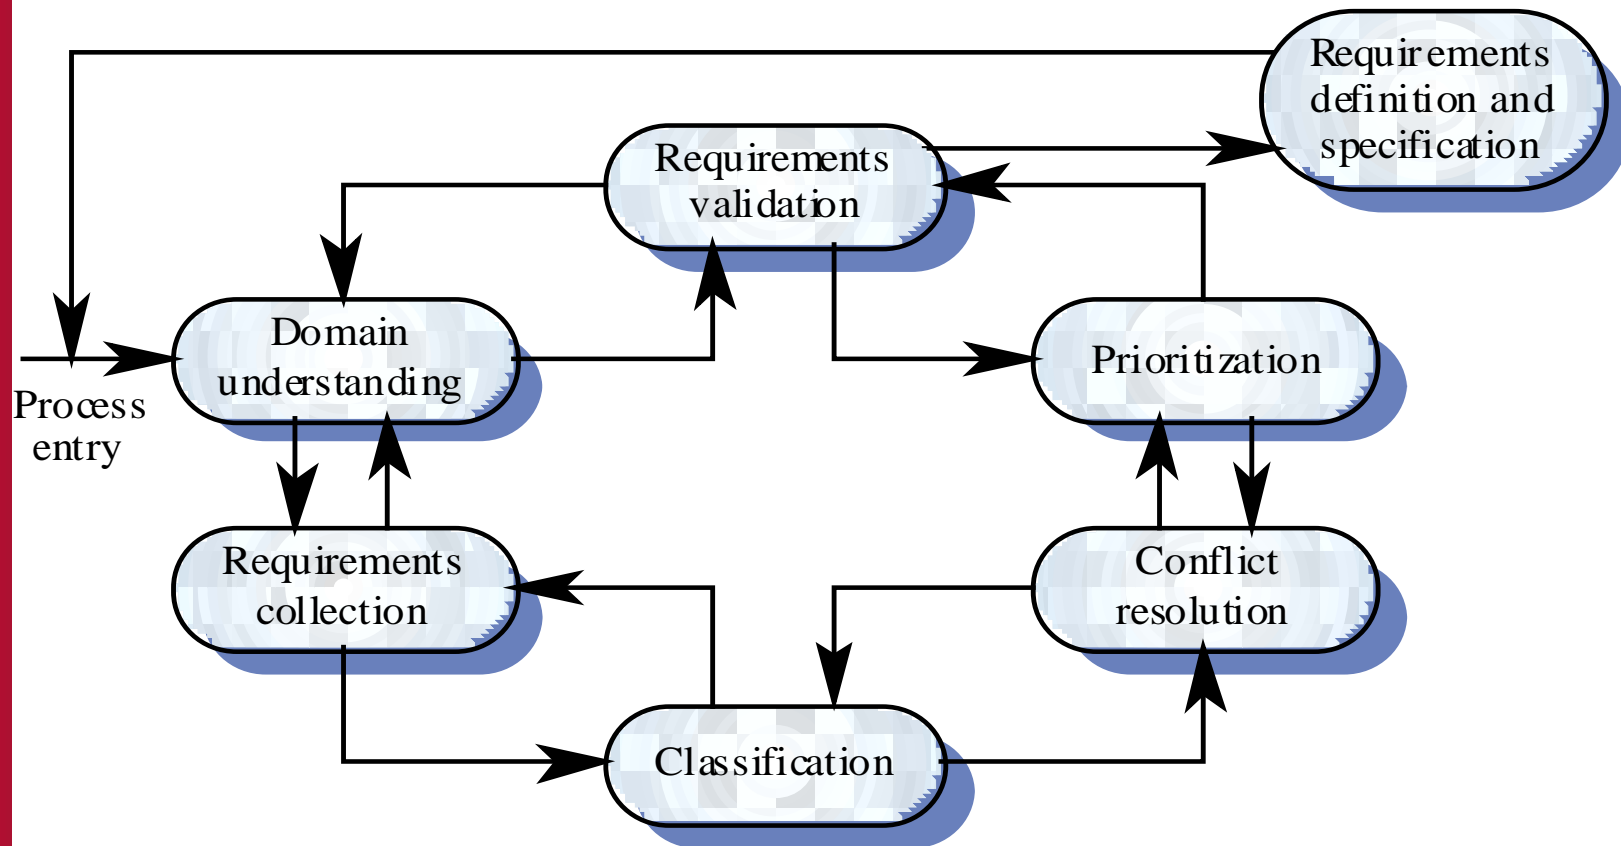 Requirements
definition and
specification
Requirements
validation
Domain
understanding
Prioritization
Process
entry
Requirements
collection
Conflict
resolution
Classification